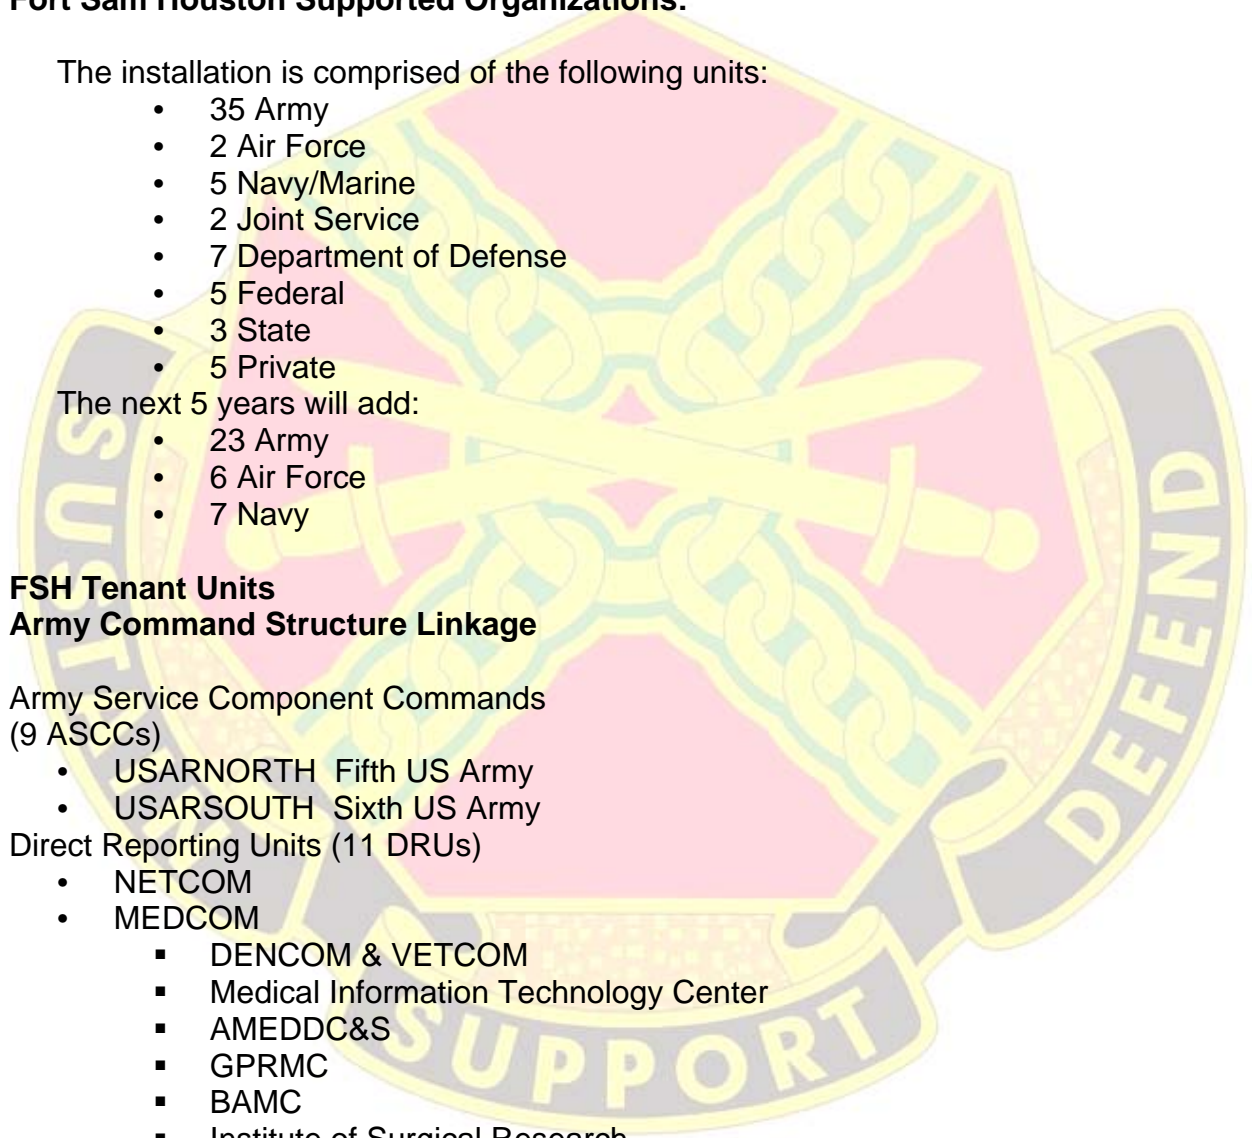 Fort Sam Houston Supported Organizations:
The installation is comprised of the following units:
• 35 Army
• 2 Air Force
• 5 Navy/Marine
• 2 Joint Service
• 7 Department of Defense
• 5 Federal
• 3 State
• 5 Private
The next 5 years will add:
• 23 Army
• 6 Air Force
• 7 Navy
FSH Tenant Units
Army Command Structure Linkage
Army Service Component Commands
(9 ASCCs)
• USARNORTH Fifth US Army
• USARSOUTH Sixth US Army
Direct Reporting Units (11 DRUs)
• NETCOM
• MEDCOM
▪ DENCOM & VETCOM
▪ Medical Information Technology Center
▪ AMEDDC&S
▪ GPRMC
▪ BAMC
▪ Institute of Surgical Research
SUSTAIN
SUPPORT
DEFEND